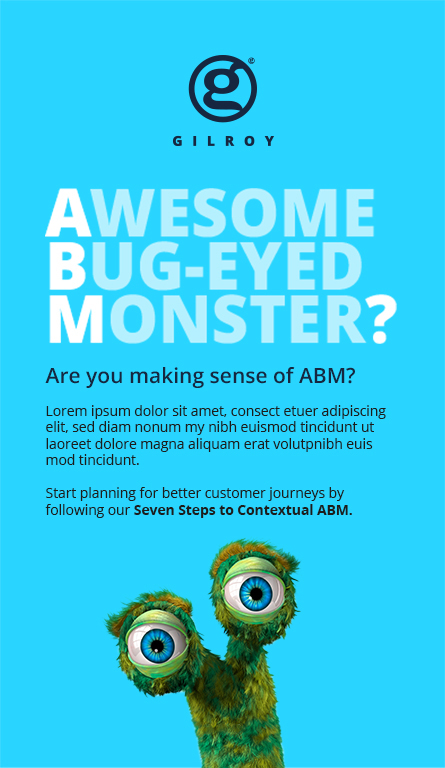 g®
GILROY
AWESOME
BUG-EYED
MONSTER?
Are you making sense of ABM?
Lorem ipsum dolor sit amet, consect etuer adipiscing
elit, sed diam nonum my nibh euismod tincidunt ut
laoreet dolore magna aliquam erat volutpnibh euis
mod tincidunt.
Start planning for better customer journeys by
following our Seven Steps to Contextual ABM.